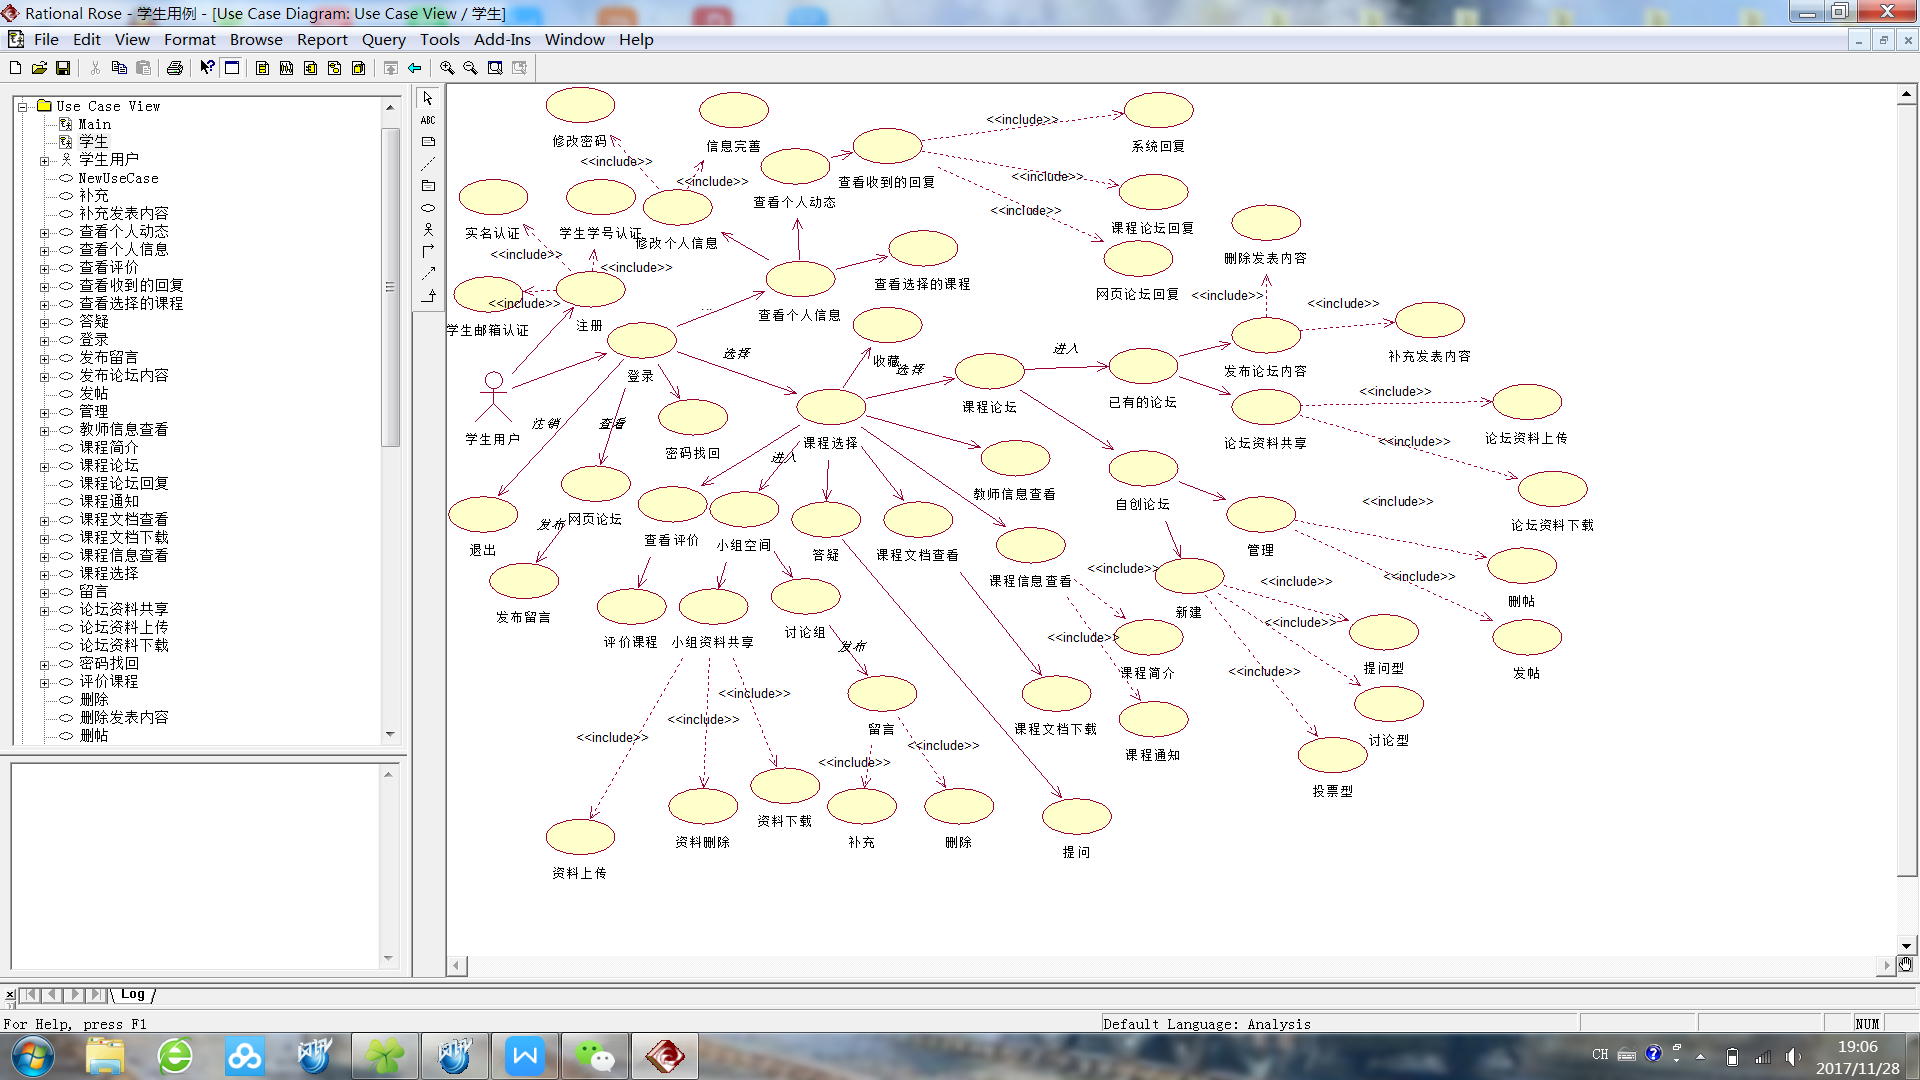 Rational Rose - 学生用例 - [Use Case Diagram: Use Case View / 学生]
File Edit View Format Browse Report Query Tools Add-Ins Window Help
Use Case View
Main
学生
学生用户
NewUseCase
补充
补充发表内容
查看个人动态
查看个人信息
查看评价
查看收到的回复
查看选择的课程
答疑
登录
发布留言
发布论坛内容
发帖
管理
教师信息查看
课程简介
课程论坛
课程论坛回复
课程通知
课程文档查看
课程文档下载
课程信息查看
课程选择
留言
论坛资料共享
论坛资料上传
论坛资料下载
密码找回
评价课程
删除
删除发表内容
删帖
ABC
修改密码
信息完善
<<include>>
系统回复
<<include>>
查看收到的回复
<<include>>
<<include>>
查看个人动态
<<include>>
课程论坛回复
实名认证
学生学号认证
修改个人信息
<<include>>
<<include>>
删除发表内容
查看选择的课程
网页论坛回复
<<include>>
<<include>>
<<include>>
学生邮箱认证
注册
...
查看个人信息
选择
收藏
选择
进入
发布论坛内容
补充发表内容
登录
课程论坛
已有的论坛
<<include>>
学生用户
注销
查看
密码找回
课程选择
论坛资料共享
<<include>>
论坛资料上传
进入
教师信息查看
自创论坛
<<include>>
论坛资料下载
退出
发布
网页论坛
查看评价
小组空间
答疑
课程文档查看
管理
课程信息查看
<<include>>
<<include>>
<<include>>
发布留言
新建
删帖
评价课程
小组资料共享
讨论组
发布
<<include>>
<<include>>
课程简介
<<include>>
提问型
发帖
<<include>>
<<include>>
<<include>>
留言
课程文档下载
课程通知
讨论型
<<include>>
<<include>>
投票型
资料上传
资料删除
资料下载
补充
删除
提问
Log
For Help, press F1
Default Language: Analysis
NUM
CH
19:06
2017/11/28